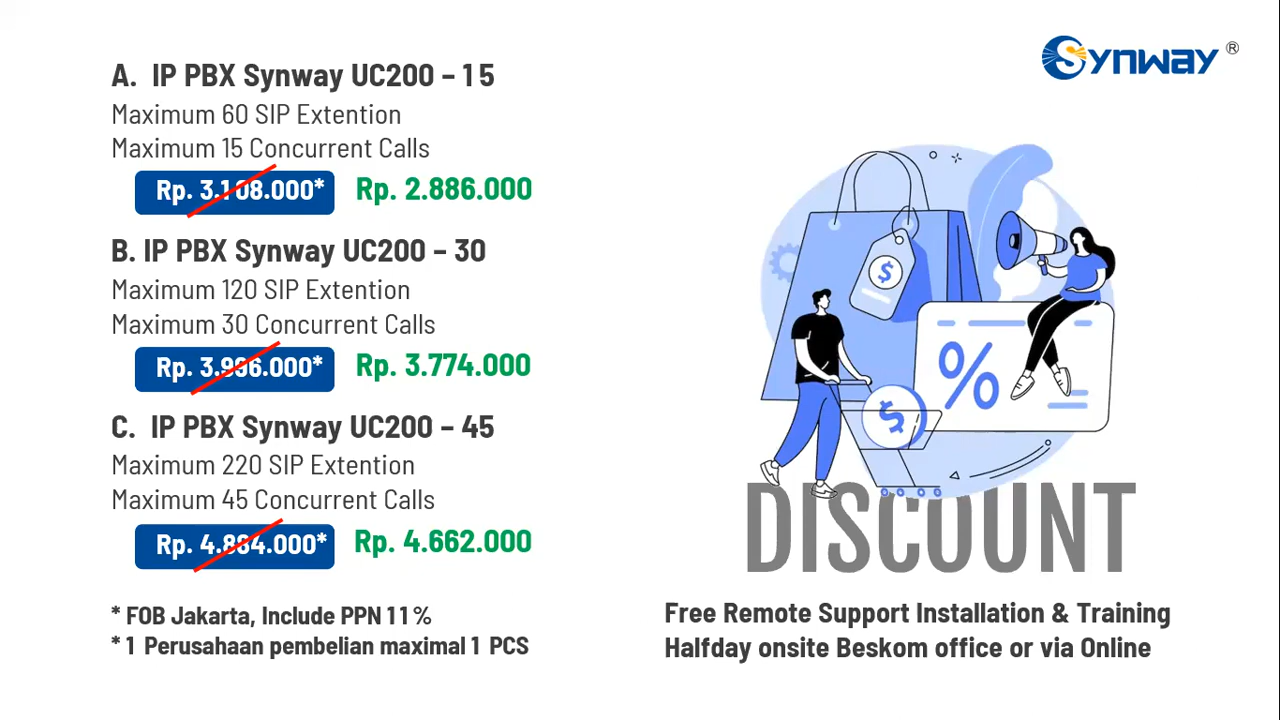 Synway ®
A. IP PBX Synway UC200 – 15
Maximum 60 SIP Extention
Maximum 15 Concurrent Calls
Rp. 3.108.000* Rp. 2.886.000
B. IP PBX Synway UC200 – 30
Maximum 120 SIP Extention
Maximum 30 Concurrent Calls
Rp. 3.996.000* Rp. 3.774.000
C. IP PBX Synway UC200 – 45
Maximum 220 SIP Extention
Maximum 45 Concurrent Calls
Rp. 4.884.000* Rp. 4.662.000
* FOB Jakarta, Include PPN 11%
* 1 Perusahaan pembelian maximal 1 PCS
$
%
$
DISCOUNT
Free Remote Support Installation & Training
Halfday onsite Beskom office or via Online